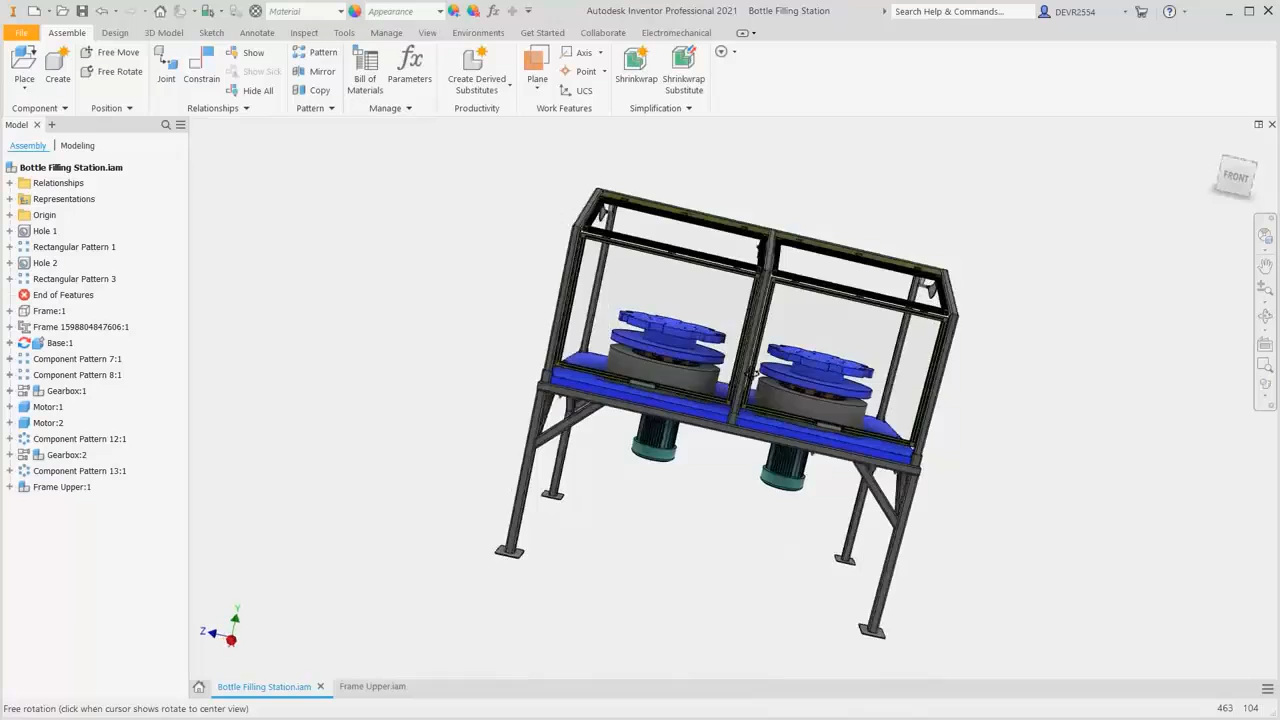 Material
Appearance
Autodesk Inventor Professional 2021 Bottle Filling Station
Search Help & Commands...
DEVR2554
File Assembly Design 3D Model Sketch Annotate Inspect Tools Manage View Environments Get Started Collaborate Electromechanical
Place
Create
Free Move
Free Rotate
Joint
Constrain
Show
Show Sick
Hide All
Pattern
Mirror
Copy
Bill of
Materials
Parameters
Create Derived
Substitutes
Plane
Axis
Point
UCS
Shrinkwrap
Shrinkwrap
Substitute
Component Position Relationships Pattern Manage Productivity Work Features Simplification
Model
Assembly Modeling
Bottle Filling Station.iam
Relationships
Representations
Origin
Hole 1
Rectangular Pattern 1
Hole 2
Rectangular Pattern 3
End of Features
Frame:1
Frame 1598804847606:1
Base:1
Component Pattern 7:1
Component Pattern 8:1
Gearbox:1
Motor:1
Motor:2
Component Pattern 12:1
Gearbox:2
Component Pattern 13:1
Frame Upper:1
FRONT
Y
Z
Bottle Filling Station.iam
Frame Upper.iam
Free rotation (click when cursor shows rotate to center view)
463 104